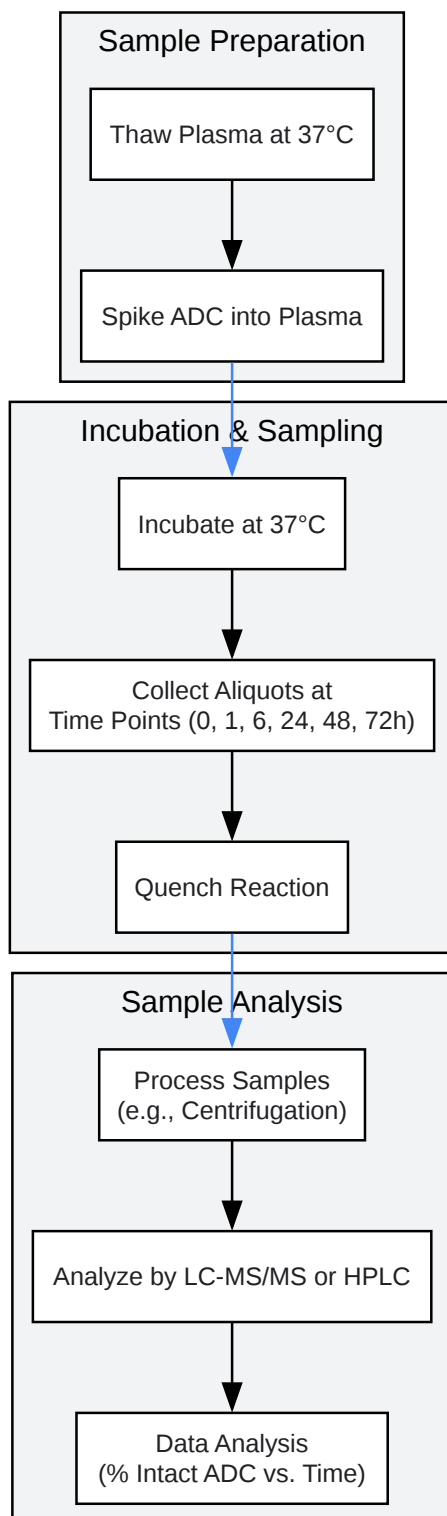 Sample Preparation
Thaw Plasma at 37°C
Spike ADC into Plasma
Incubation & Sampling
Incubate at 37°C
Collect Aliquots at
Time Points (0, 1, 6, 24, 48, 72h)
Quench Reaction
Sample Analysis
Process Samples
(e.g., Centrifugation)
Analyze by LC-MS/MS or HPLC
Data Analysis
(% Intact ADC vs. Time)